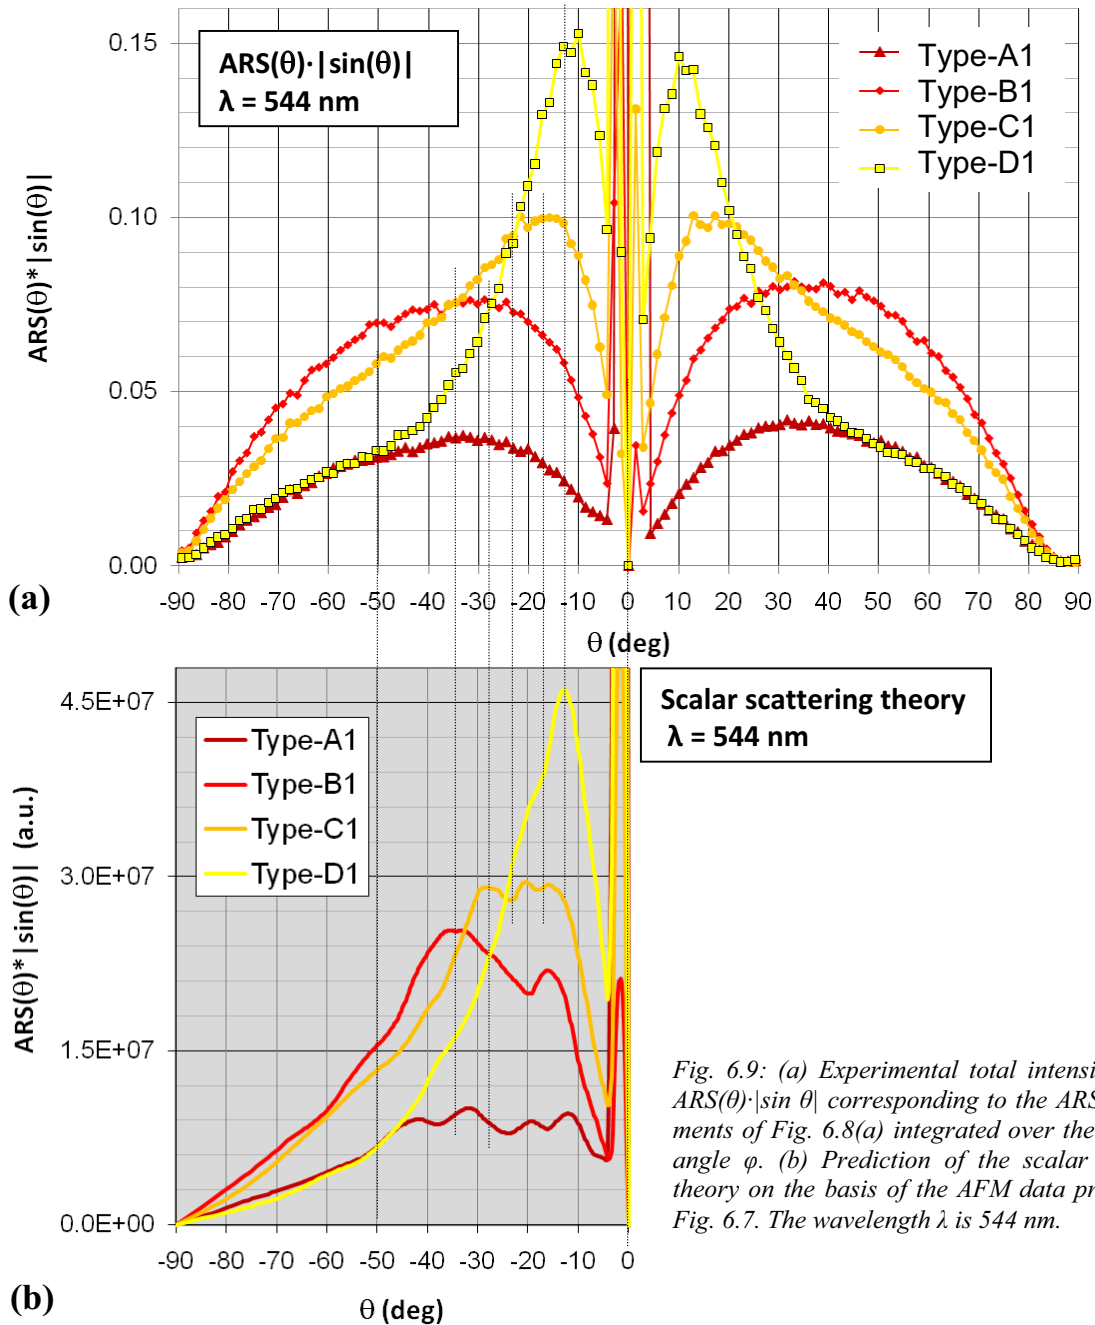 0.15
0.10
0.05
0.00
ARS(θ)*|sin(θ)|
ARS(θ)·|sin(θ)|
λ = 544 nm
Type-A1
Type-B1
Type-C1
Type-D1
(a)
-90 -80 -70 -60 -50 -40 -30 -20 -10 0 10 20 30 40 50 60 70 80 90
θ (deg)
4.5E+07
3.0E+07
1.5E+07
0.0E+00
ARS(θ)*|sin(θ)| (a.u.)
Type-A1
Type-B1
Type-C1
Type-D1
Scalar scattering theory
λ = 544 nm
-90 -80 -70 -60 -50 -40 -30 -20 -10 0
(b)
θ (deg)
Fig. 6.9: (a) Experimental total intensi
ARS(θ)·|sin θ| corresponding to the ARS
ments of Fig. 6.8(a) integrated over the
angle φ. (b) Prediction of the scalar
theory on the basis of the AFM data pr
Fig. 6.7. The wavelength λ is 544 nm.